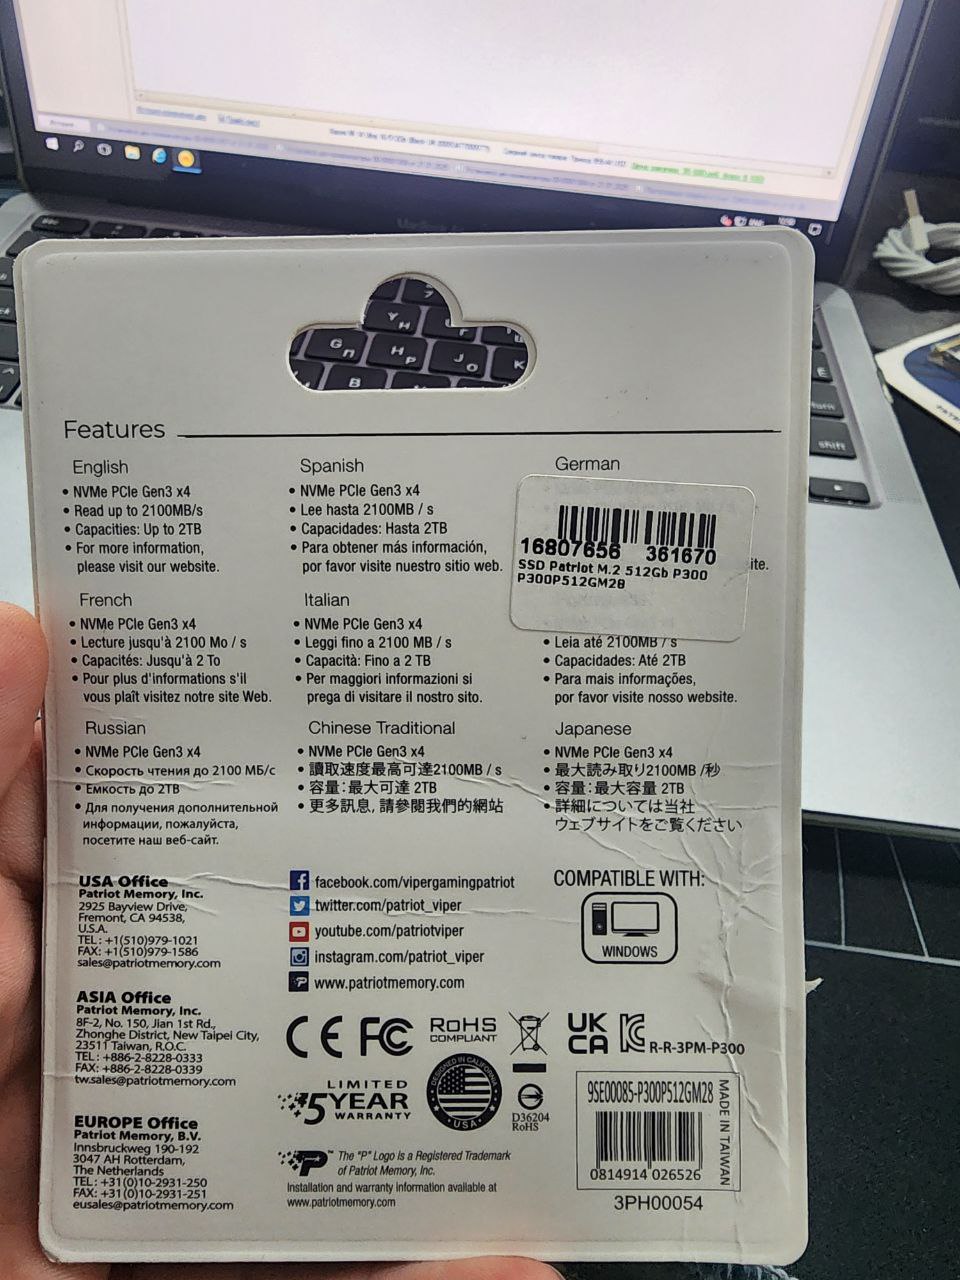 Features
English
• NVMe PCIe Gen3 x4
• Read up to 2100MB/s
• Capacities: Up to 2TB
• For more information,
please visit our website.
Spanish
• NVMe PCIe Gen3 x4
• Lee hasta 2100MB / s
• Capacidades: Hasta 2TB
• Para obtener más información,
por favor visite nuestro sitio web.
German
ite.
16807656 361670
SSD Patriot M.2 512Gb P300
P300P512GM28
French
• NVMe PCIe Gen3 x4
• Lecture jusqu'à 2100 Mo / s
• Capacités: Jusqu'à 2 To
• Pour plus d'informations s'il
vous plaît visitez notre site Web.
Italian
• NVMe PCIe Gen3 x4
• Leggi fino a 2100 MB / s
• Capacità: Fino a 2 TB
• Per maggiori informazioni si
prega di visitare il nostro sito.
• Leia até 2100MB / s
• Capacidades: Até 2TB
• Para mais informações,
por favor visite nosso website.
Russian
• NVMe PCIe Gen3 x4
• Скорость чтения до 2100 МБ/с
• Емкость до 2TB
• Для получения дополнительной
информации, пожалуйста,
посетите наш веб-сайт.
Chinese Traditional
• NVMe PCIe Gen3 x4
• 讀取速度最高可達2100MB / s
• 容量：最大可達 2TB
• 更多訊息, 請參閱我們的網站
Japanese
• NVMe PCIe Gen3 x4
• 最大読み取り2100MB /秒
• 容量：最大容量 2TB
• 詳細については当社
ウェブサイトをご覧ください
USA Office
Patriot Memory, Inc.
2925 Bayview Drive,
Fremont, CA 94538,
U.S.A.
TEL : +1(510)979-1021
FAX: +1(510)979-1586
sales@patriotmemory.com
ASIA Office
Patriot Memory, Inc.
8F-2, No. 150, Jian 1st Rd.,
Zhonghe District, New Taipei City,
23511 Taiwan, R.O.C.
TEL : +886-2-8228-0333
FAX: +886-2-8228-0339
tw.sales@patriotmemory.com
EUROPE Office
Patriot Memory, B.V.
Innsbruckweg 190-192
3047 AH Rotterdam,
The Netherlands
TEL: +31(0)10-2931-250
FAX: +31(0)10-2931-251
eusales@patriotmemory.com
facebook.com/vipergamingpatriot
twitter.com/patriot_viper
youtube.com/patriotviper
instagram.com/patriot_viper
www.patriotmemory.com
COMPATIBLE WITH:
WINDOWS
CE FC RoHS
COMPLIANT
UK
CA
R-R-3PM-P300
LIMITED
5 YEAR
WARRANTY
DESIGNED IN CALIFORNIA
USA
D36204
RoHS
P™ The "P" Logo is a Registered Trademark
of Patriot Memory, Inc.
Installation and warranty information available at
www.patriotmemory.com
9SE00085-P300P512GM28
0814914 026526
MADE IN TAIWAN
3PH00054
shift